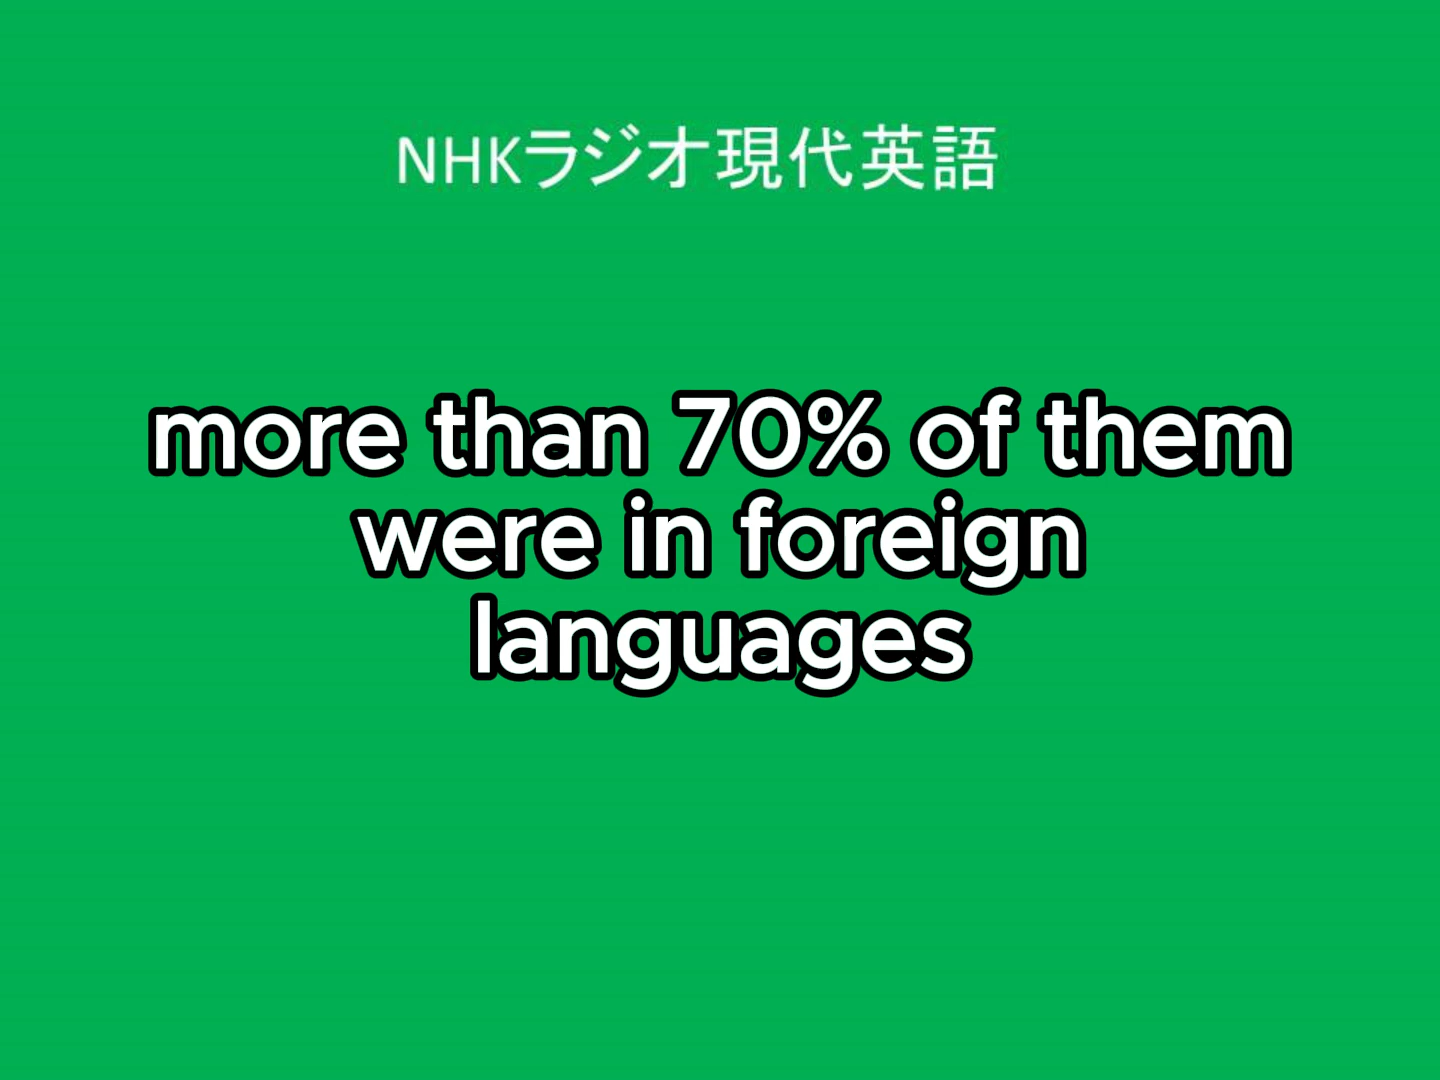 NHKラジオ現代英語
more than 70% of them
were in foreign
languages